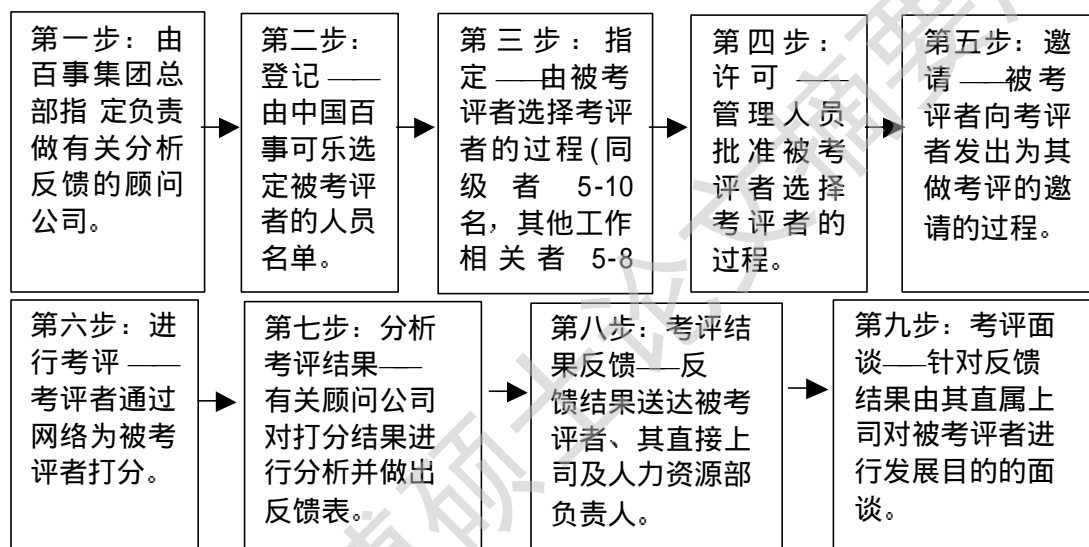 第一步：由
百事集团总
部指 定负责
做有关分析
反馈的顾问
公司。
第二步：
登记 ——
由中国百
事可乐选
定被考评
者的人员
名单。
第三步：指
定 ——由被考
评者选择考评
者的过程(同
级者 5-10
名，其他工作
相关者 5-8
第四步：
许可 ——
管理人员
批准被考
评者选择
考评者的
过程。
第五步：邀
请 ——被考
评者向考评
者发出为其
做考评的邀
请的过程。
第六步：进
行考评 ——
考评者通过
网络为被考
评者打分。
第七步：分析
考评结果——
有关顾问公司
对打分结果进
行分析并做出
反馈表。
第八步：考评结
果反馈——反
馈结果送达被考
评者、其直接上
司及人力资源部
负责人。
第九步：考评面
谈——针对反馈
结果由其直属上
司对被考评者进
行发展目的的面
谈。
硕士论文摘要